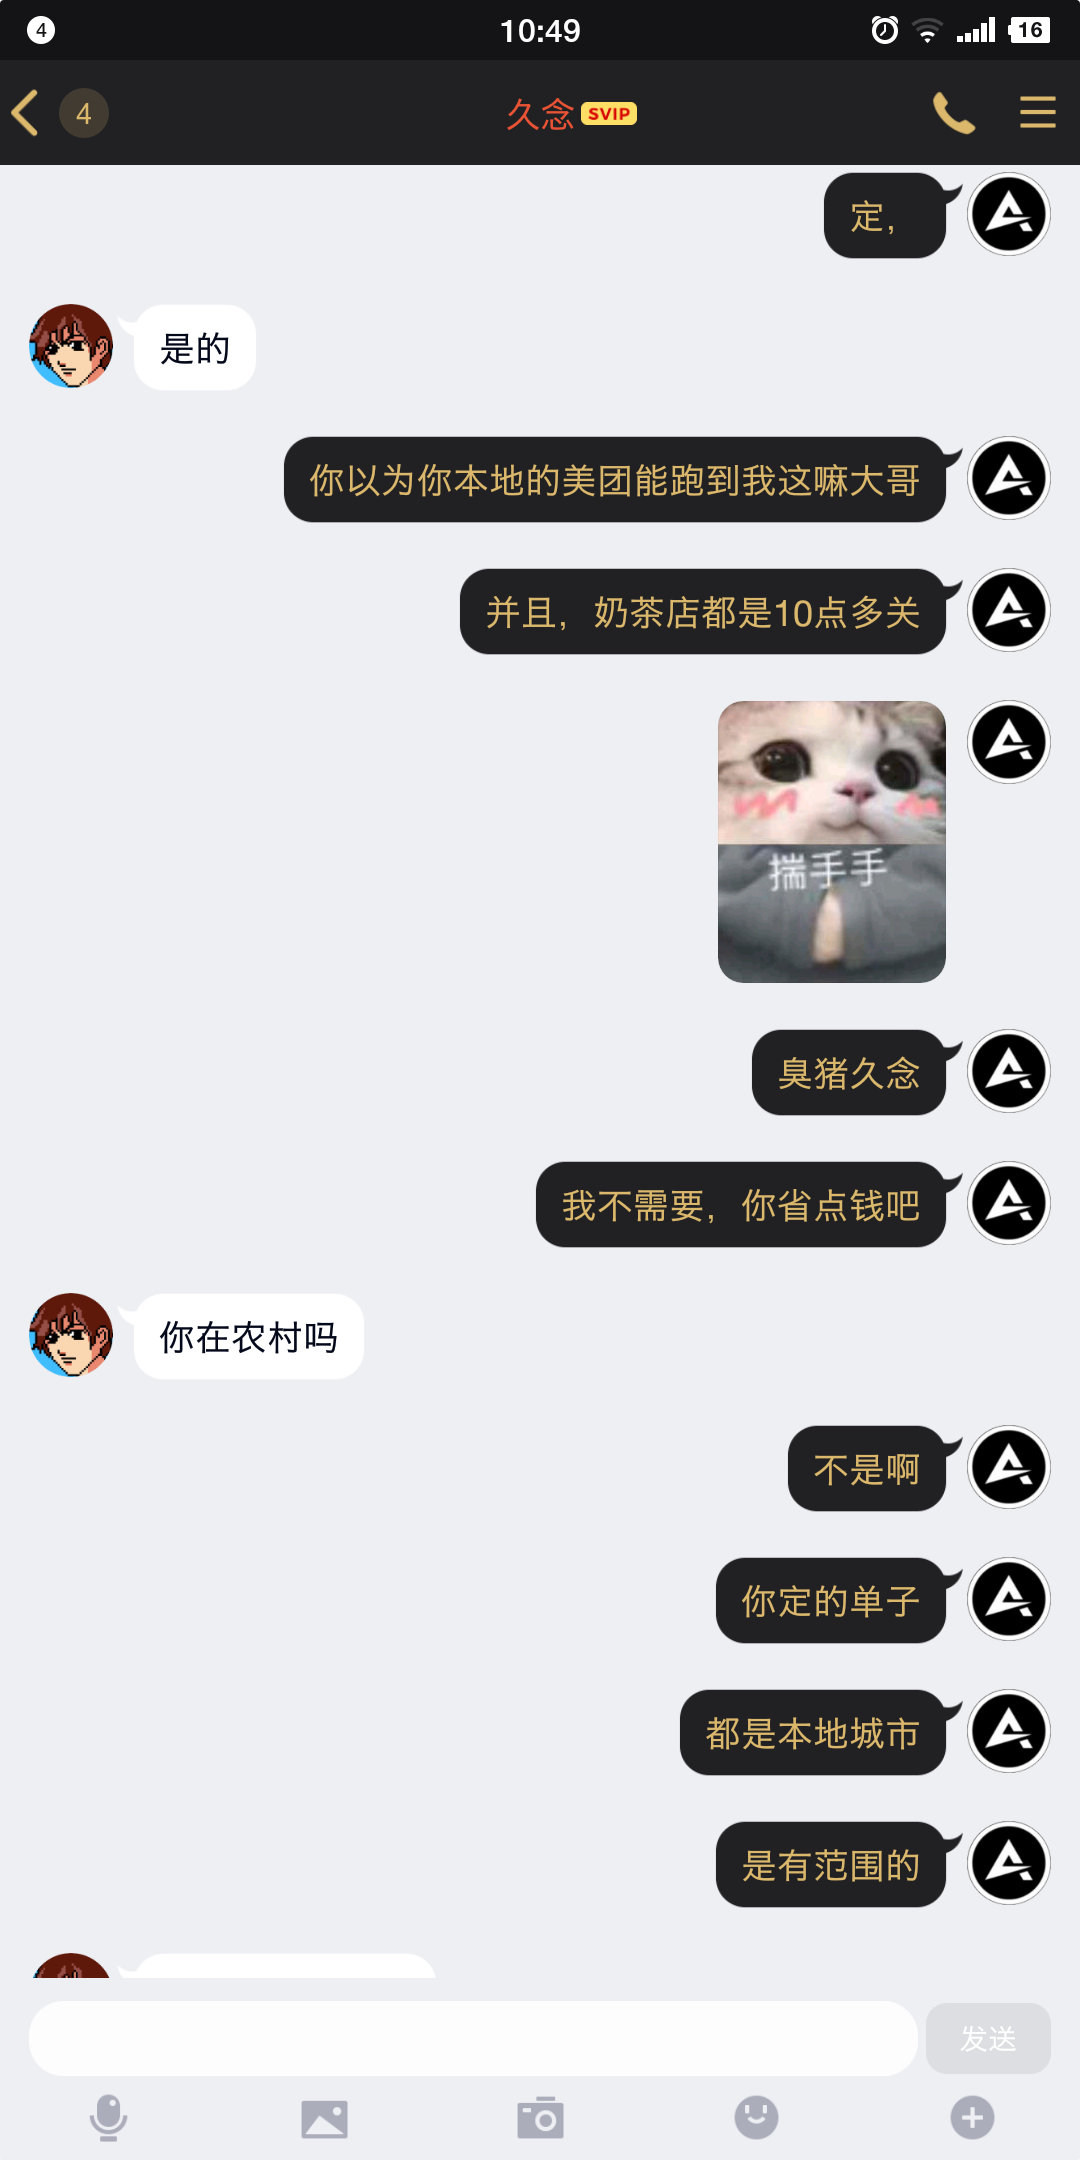 4
10:49
16
4
久念 SVIP
定,
是的
你以为你本地的美团能跑到我这嘛大哥
并且，奶茶店都是10点多关
揣手手
臭猪久念
我不需要，你省点钱吧
你在农村吗
不是啊
你定的单子
都是本地城市
是有范围的
发送